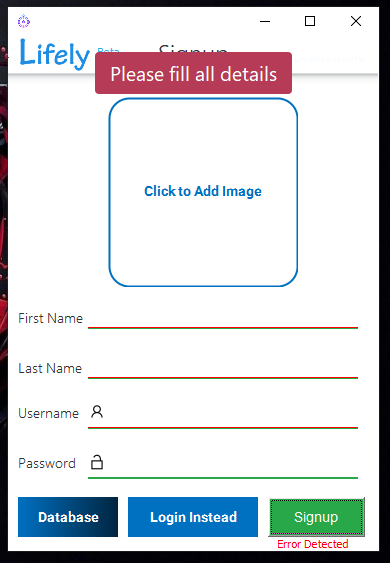 Lifely Beta Signup
Please fill all details
Click to Add Image
First Name
Last Name
Username
Password
Database Login Instead Signup
Error Detected